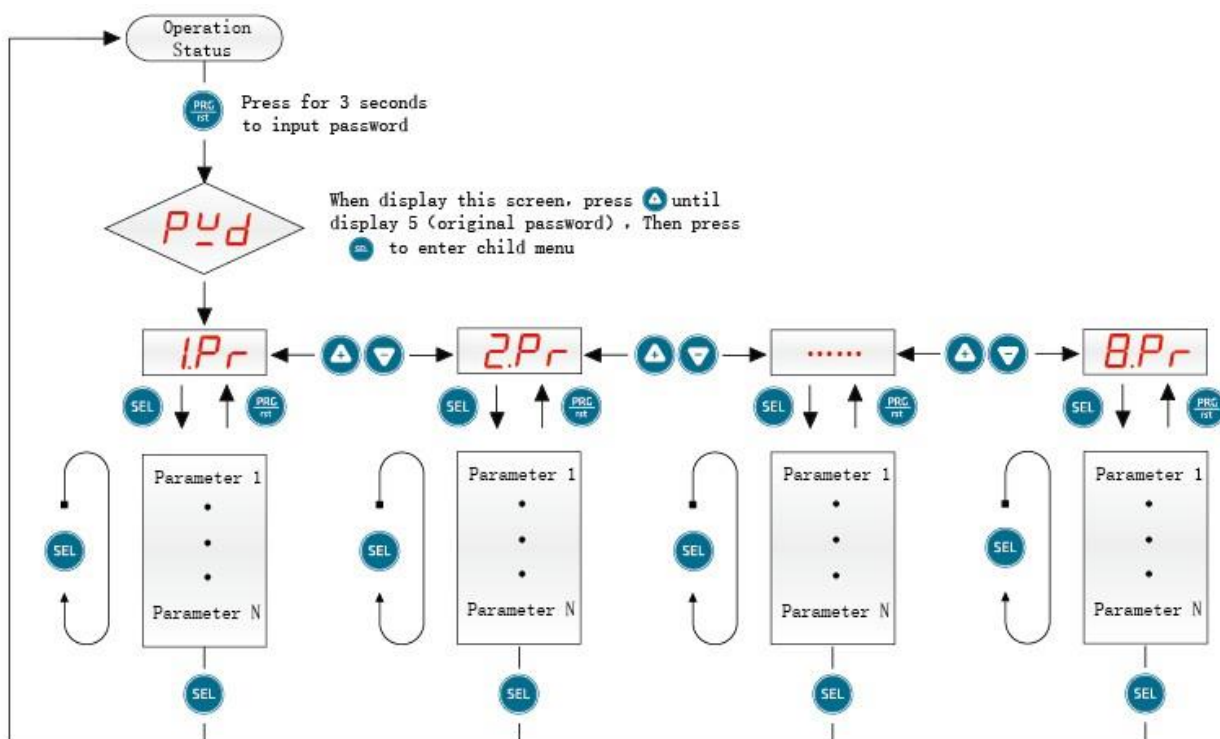 Operation
Status
PRG
rst
Press for 3 seconds
to input password
PYd
When display this screen, press + until
display 5 (original password), Then press
SEL to enter child menu
1.Pr
+ -
2.Pr
+ -
......
+ -
8.Pr
SEL
PRG
rst
SEL
PRG
rst
SEL
PRG
rst
SEL
PRG
rst
Parameter 1
Parameter 1
Parameter 1
Parameter 1
SEL
SEL
SEL
SEL
Parameter N
Parameter N
Parameter N
Parameter N
SEL
SEL
SEL
SEL